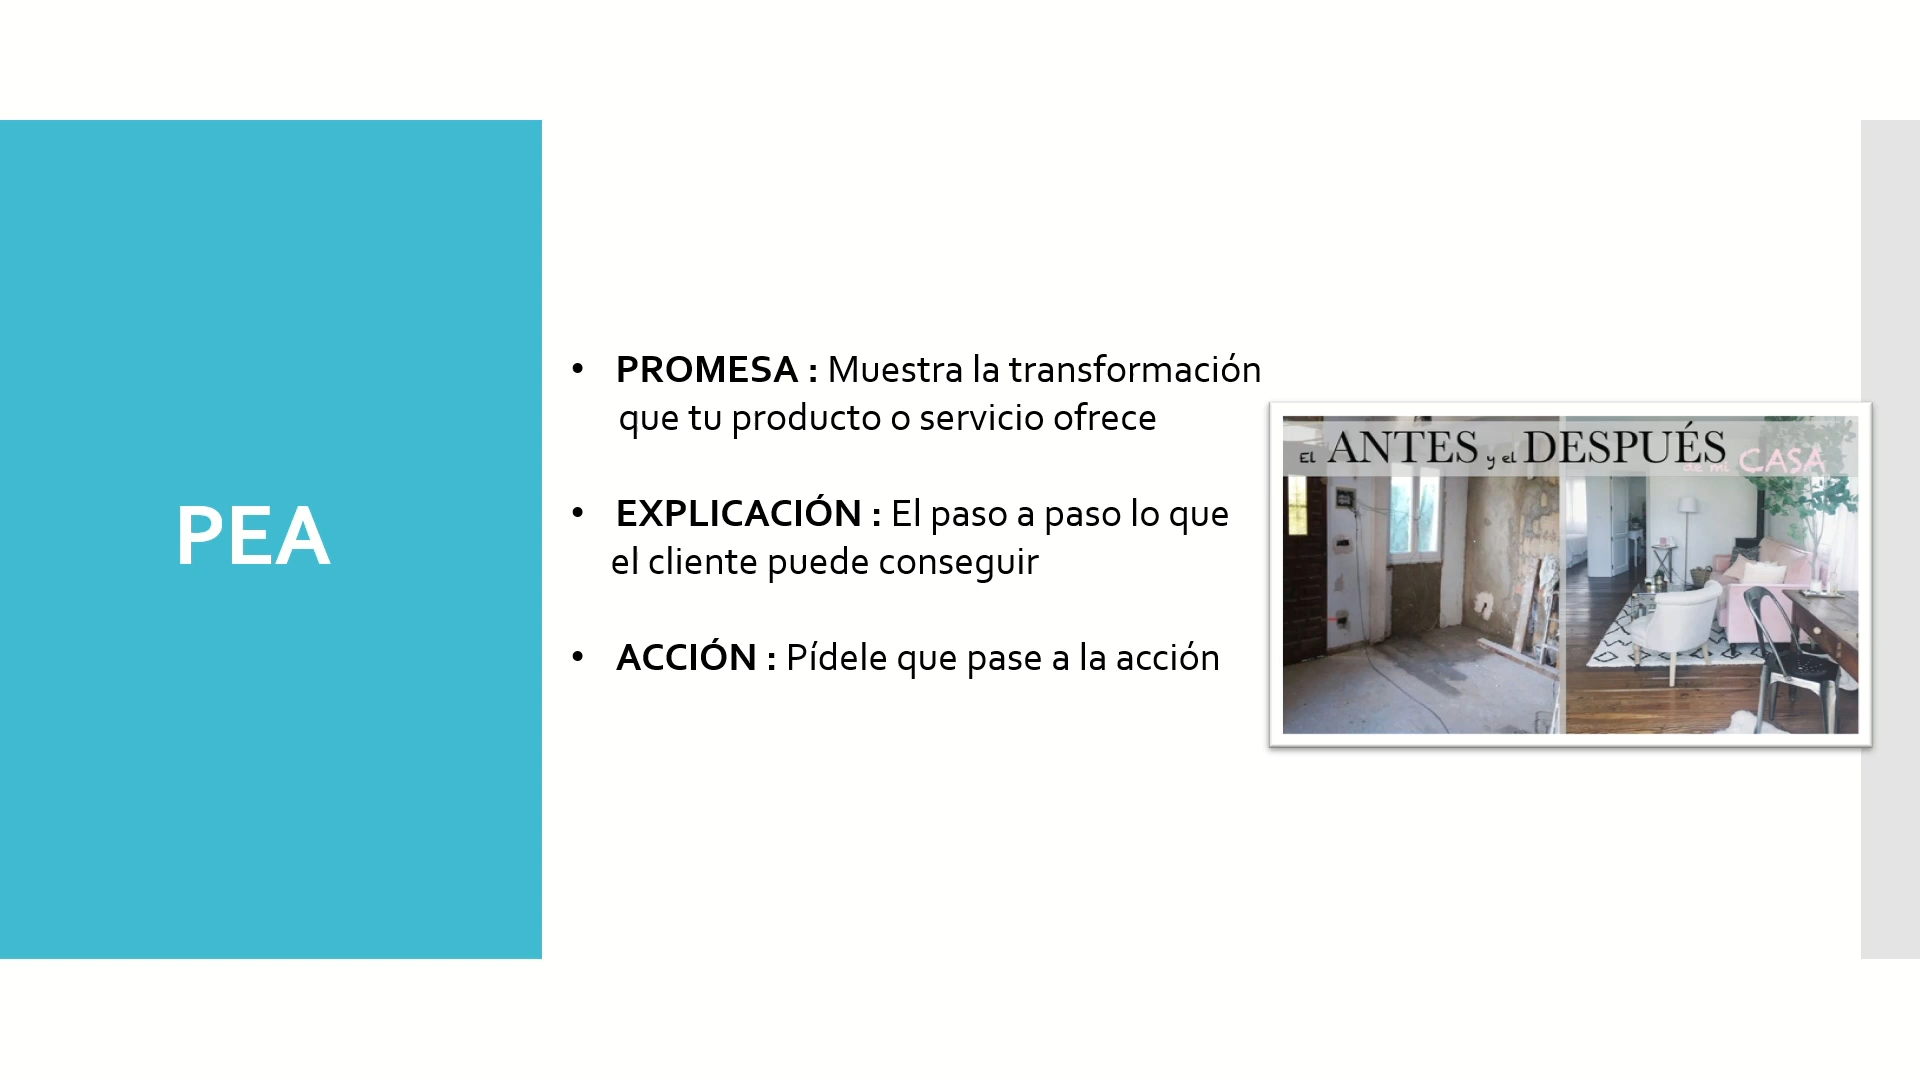 PEA
• PROMESA : Muestra la transformación
que tu producto o servicio ofrece
• EXPLICACIÓN : El paso a paso lo que
el cliente puede conseguir
• ACCIÓN : Pídele que pase a la acción
El ANTES y el DESPUÉS
de mi CASA